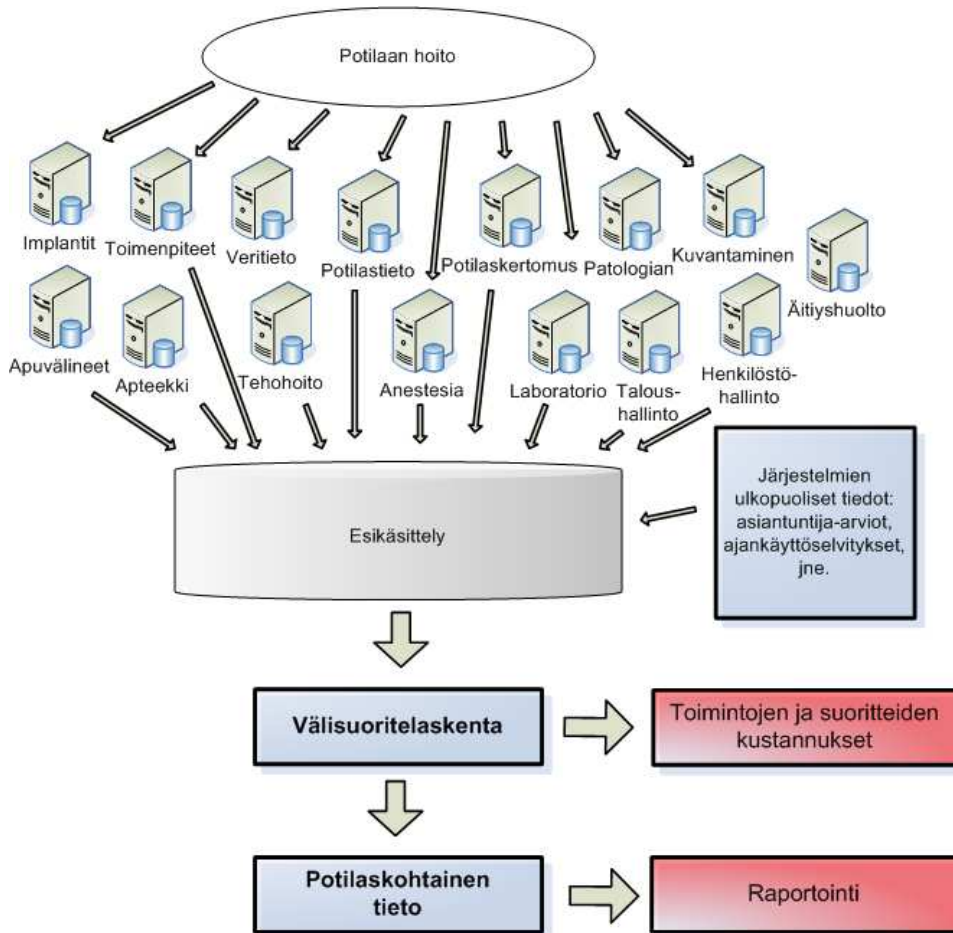 Potilaan hoito
Implantit
Toimenpiteet
Veritieto
Potilastieto
Potilaskertomus
Patologian
Kuvantaminen
Äitiyshuolto
Apuvälineet
Apteekki
Tehohoito
Anestesia
Laboratorio
Talous-
hallinto
Henkilöstö-
hallinto
Järjestelmien
ulkopuoliset tiedot:
asiantuntija-arviot,
ajankäyttöselvitykset,
jne.
Esikäsittely
Välisuoritelaskenta
Toimintojen ja suoritteiden
kustannukset
Potilaskohtainen
tieto
Raportointi